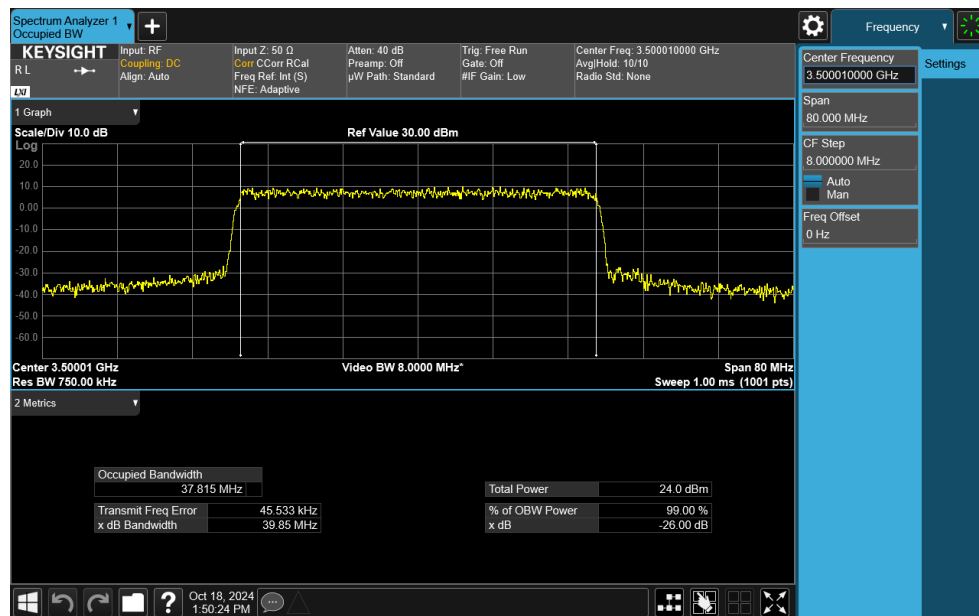 Spectrum Analyzer 1
Occupied BW
+
Frequency
KEYSIGHT
R L
LXI
Input: RF
Coupling: DC
Align: Auto
Input Z: 50 Ω
Corr CCorr RCal
Freq Ref: Int (S)
NFE: Adaptive
Atten: 40 dB
Preamp: Off
µW Path: Standard
Trig: Free Run
Gate: Off
#IF Gain: Low
Center Freq: 3.500010000 GHz
Avg|Hold: 10/10
Radio Std: None
Center Frequency
3.500010000 GHz
Settings
Span
80.000 MHz
CF Step
8.000000 MHz
Auto
Man
Freq Offset
0 Hz
1 Graph
Scale/Div 10.0 dB
Ref Value 30.00 dBm
Log
20.0
10.0
0.00
-10.0
-20.0
-30.0
-40.0
-50.0
-60.0
Center 3.50001 GHz
Video BW 8.0000 MHz*
Span 80 MHz
Res BW 750.00 kHz
Sweep 1.00 ms (1001 pts)
2 Metrics
Occupied Bandwidth
37.815 MHz
Total Power 24.0 dBm
Transmit Freq Error 45.533 kHz
% of OBW Power 99.00 %
x dB Bandwidth 39.85 MHz
x dB -26.00 dB
?
Oct 18, 2024
1:50:24 PM